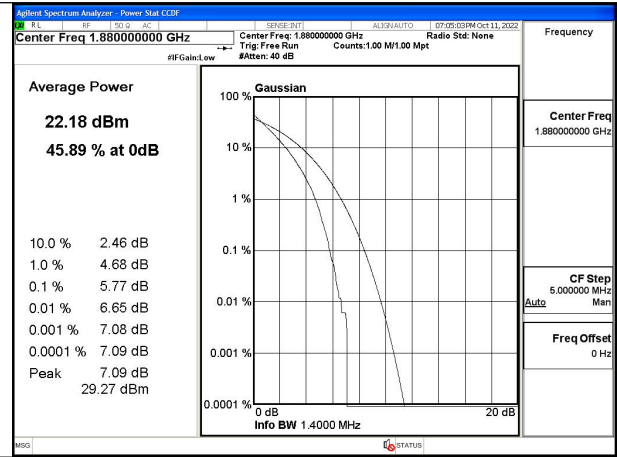 Agilent Spectrum Analyzer - Power Stat CCDF
RL RF 50 Ω AC SENSE:INT ALIGN AUTO 07:05:03 PM Oct 11, 2022
Center Freq 1.880000000 GHz
Center Freq: 1.880000000 GHz Radio Std: None
Trig: Free Run Counts:1.00 M/1.00 Mpt
#IFGain:Low #Atten: 40 dB
Frequency
Average Power
22.18 dBm
45.89 % at 0dB
10.0 % 2.46 dB
1.0 % 4.68 dB
0.1 % 5.77 dB
0.01 % 6.65 dB
0.001 % 7.08 dB
0.0001 % 7.09 dB
Peak 7.09 dB
29.27 dBm
Gaussian
100 %
10 %
1 %
0.1 %
0.01 %
0.001 %
0.0001 %
0 dB 20 dB
Info BW 1.4000 MHz
Center Freq
1.880000000 GHz
CF Step
5.000000 MHz
Auto Man
Freq Offset
0 Hz
MSG STATUS